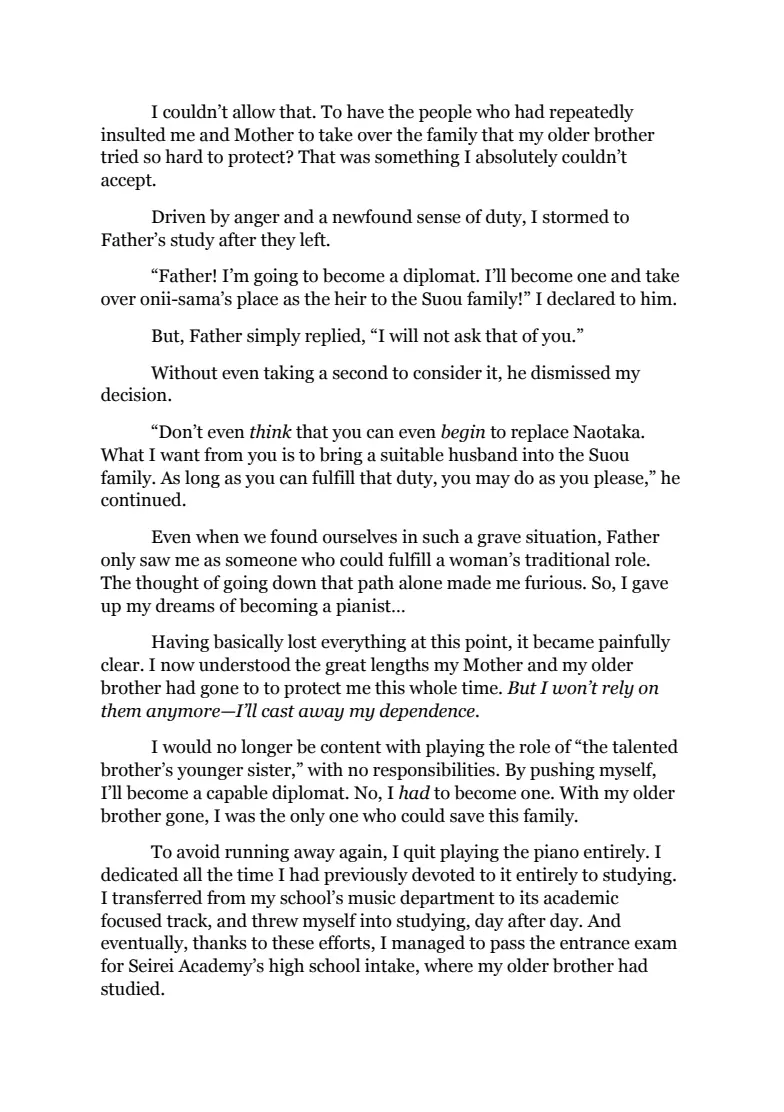 I couldn’t allow that. To have the people who had repeatedly
insulted me and Mother to take over the family that my older brother
tried so hard to protect? That was something I absolutely couldn’t
accept.
Driven by anger and a newfound sense of duty, I stormed to
Father’s study after they left.
“Father! I’m going to become a diplomat. I’ll become one and take
over onii-sama’s place as the heir to the Suou family!” I declared to him.
But, Father simply replied, “I will not ask that of you.”
Without even taking a second to consider it, he dismissed my
decision.
“Don’t even think that you can even begin to replace Naotaka.
What I want from you is to bring a suitable husband into the Suou
family. As long as you can fulfill that duty, you may do as you please,” he
continued.
Even when we found ourselves in such a grave situation, Father
only saw me as someone who could fulfill a woman’s traditional role.
The thought of going down that path alone made me furious. So, I gave
up my dreams of becoming a pianist…
Having basically lost everything at this point, it became painfully
clear. I now understood the great lengths my Mother and my older
brother had gone to to protect me this whole time. But I won’t rely on
them anymore—I’ll cast away my dependence.
I would no longer be content with playing the role of “the talented
brother’s younger sister,” with no responsibilities. By pushing myself,
I’ll become a capable diplomat. No, I had to become one. With my older
brother gone, I was the only one who could save this family.
To avoid running away again, I quit playing the piano entirely. I
dedicated all the time I had previously devoted to it entirely to studying.
I transferred from my school’s music department to its academic
focused track, and threw myself into studying, day after day. And
eventually, thanks to these efforts, I managed to pass the entrance exam
for Seirei Academy’s high school intake, where my older brother had
studied.